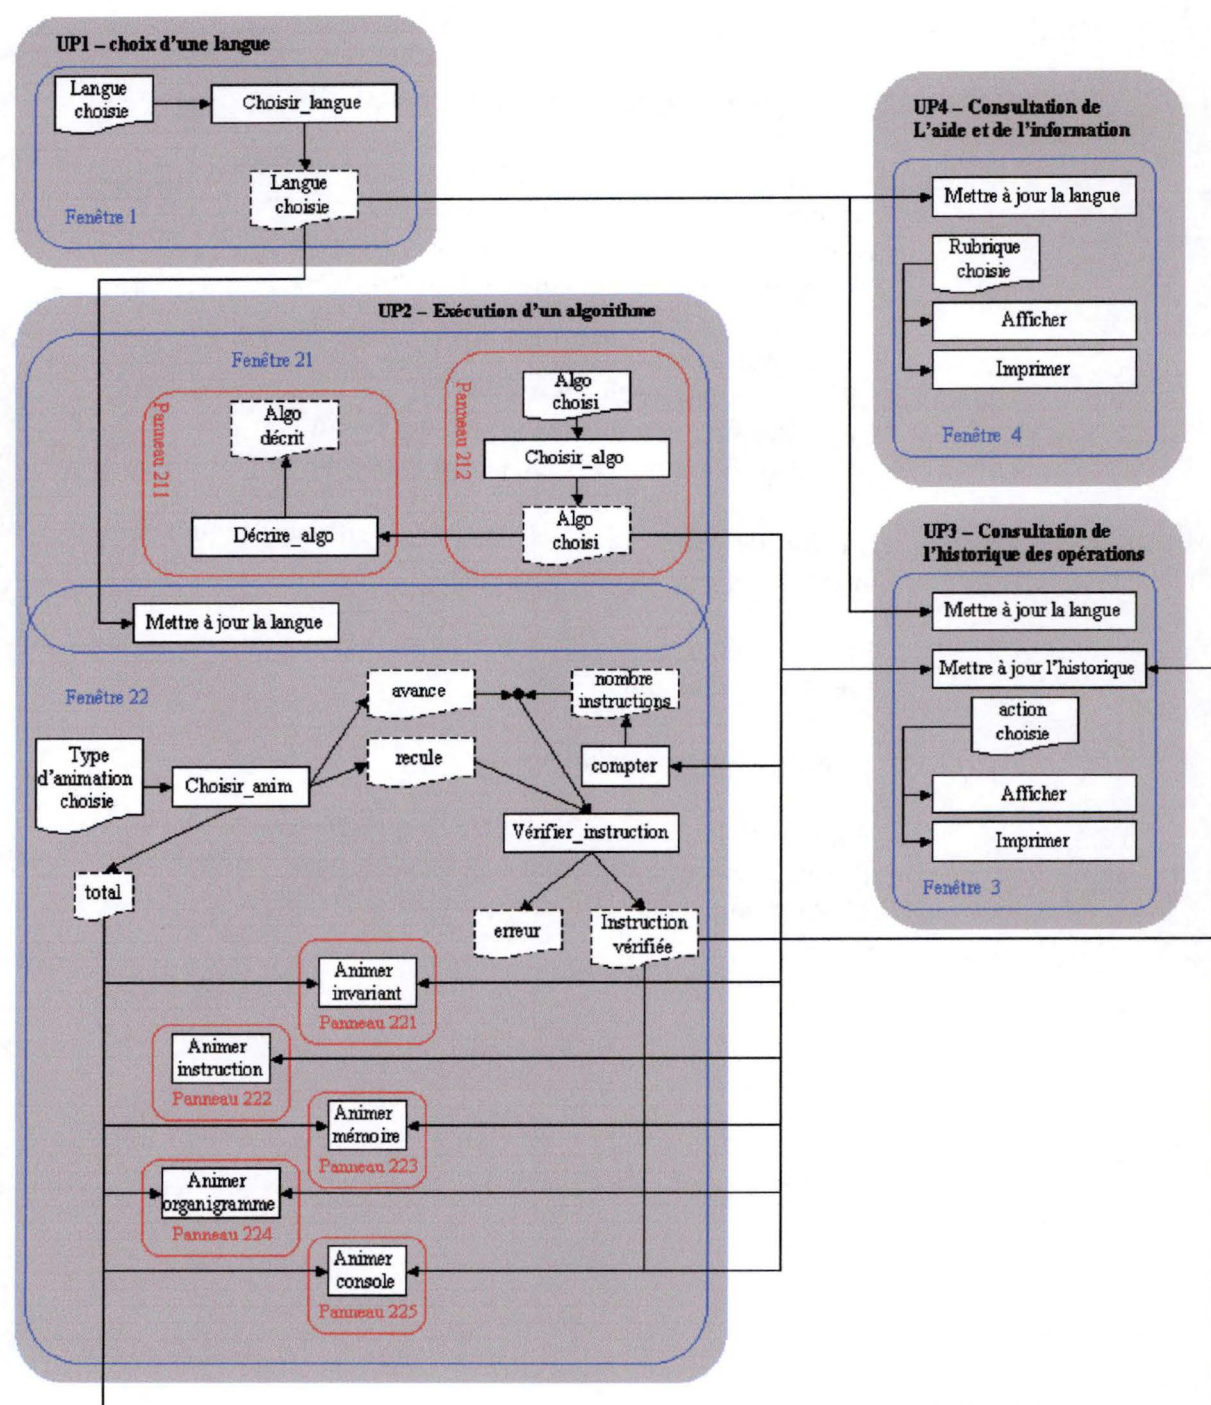 UP1 – choix d'une langue
Langue
choisie
Choisir_langue
Langue
choisie
Fenêtre 1
UP4 – Consultation de
L'aide et de l'information
Mettre à jour la langue
Rubrique
choisie
Afficher
Imprimer
Fenêtre 4
UP2 – Exécution d'un algorithme
Fenêtre 21
Panneau 211
Algo
décrit
Décrire_algo
Panneau 212
Algo
choisi
Choisir_algo
Algo
choisi
Mettre à jour la langue
UP3 – Consultation de
l'historique des opérations
Mettre à jour la langue
Mettre à jour l'historique
action
choisie
Afficher
Imprimer
Fenêtre 3
Fenêtre 22
Type
d'animation
choisie
Choisir_anim
avance
recule
nombre
instructions
compter
Vérifier_instruction
total
erreur
Instruction
vérifiée
Animer
invariant
Panneau 221
Animer
instruction
Panneau 222
Animer
mémoire
Panneau 223
Animer
organigramme
Panneau 224
Animer
console
Panneau 225